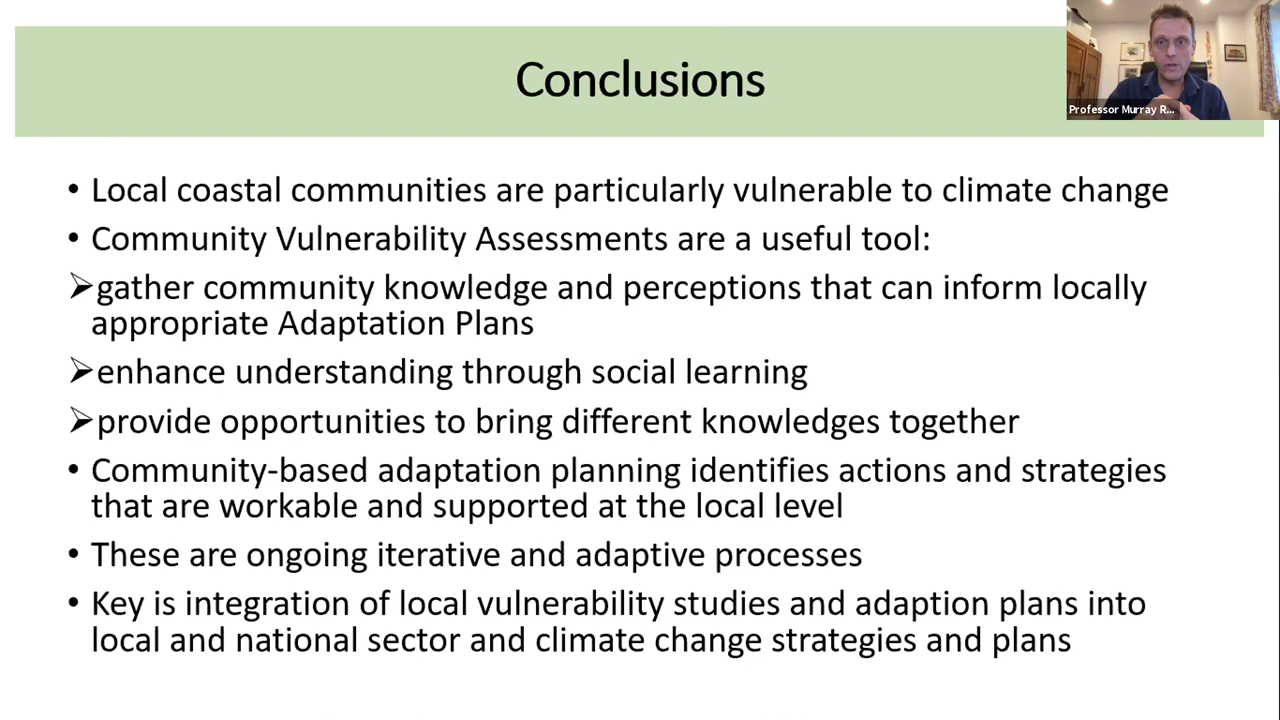 Conclusions
Professor Murray R...
• Local coastal communities are particularly vulnerable to climate change
• Community Vulnerability Assessments are a useful tool:
➢gather community knowledge and perceptions that can inform locally
appropriate Adaptation Plans
➢enhance understanding through social learning
➢provide opportunities to bring different knowledges together
• Community-based adaptation planning identifies actions and strategies
that are workable and supported at the local level
• These are ongoing iterative and adaptive processes
• Key is integration of local vulnerability studies and adaption plans into
local and national sector and climate change strategies and plans